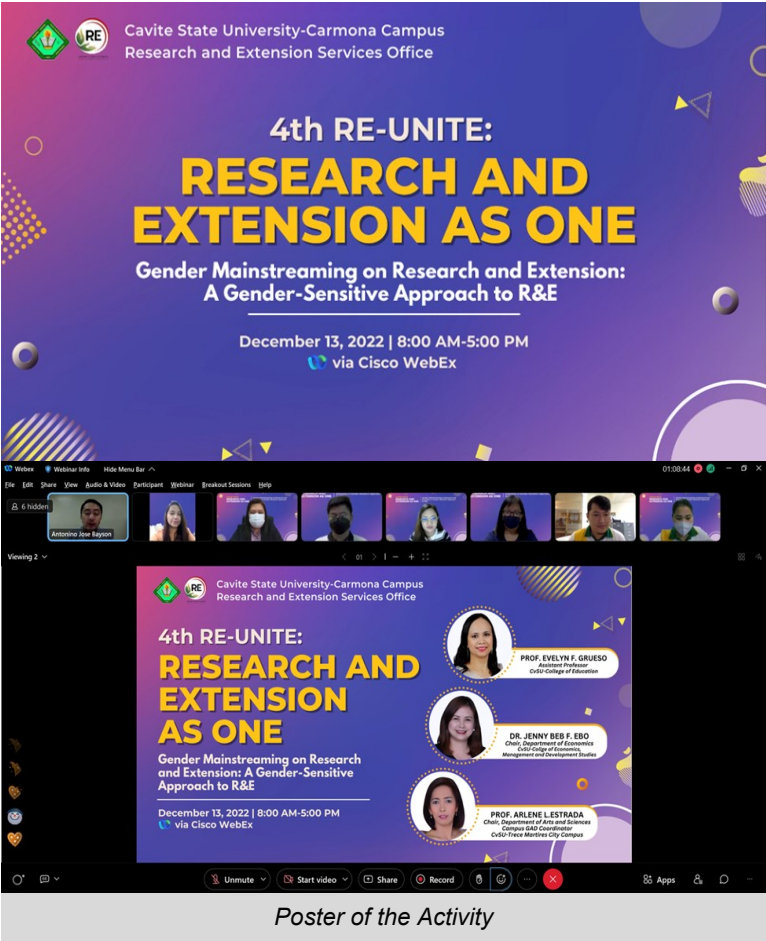 Cavite State University-Carmona Campus
Research and Extension Services Office
RE
4th RE-UNITE:
RESEARCH AND
EXTENSION AS ONE
Gender Mainstreaming on Research and Extension:
A Gender-Sensitive Approach to R&E
December 13, 2022 | 8:00 AM-5:00 PM
via Cisco WebEx
Webex Webinar Info Hide Menu Bar 01:08:44
File Edit Share View Audio & Video Participant Webinar Breakout Sessions Help
6 hidden
Antonino Jose Bayson
Viewing 2 01
Cavite State University-Carmona Campus
Research and Extension Services Office
RE
4th RE-UNITE:
RESEARCH AND
EXTENSION
AS ONE
Gender Mainstreaming on Research
and Extension: A Gender-Sensitive
Approach to R&E
December 13, 2022 | 8:00 AM-5:00 PM
via Cisco WebEx
PROF. EVELYN F. GRUESO
Assistant Professor
CvSU-College of Education
DR. JENNY BEB F. EBO
Chair, Department of Economics
CvSU-Collge of Economics,
Management and Development Studies
PROF. ARLENE L.ESTRADA
Chair, Department of Arts and Sciences
Campus GAD Coordinator
CvSU-Trece Martires City Campus
Unmute Start video Share Record Apps
Poster of the Activity